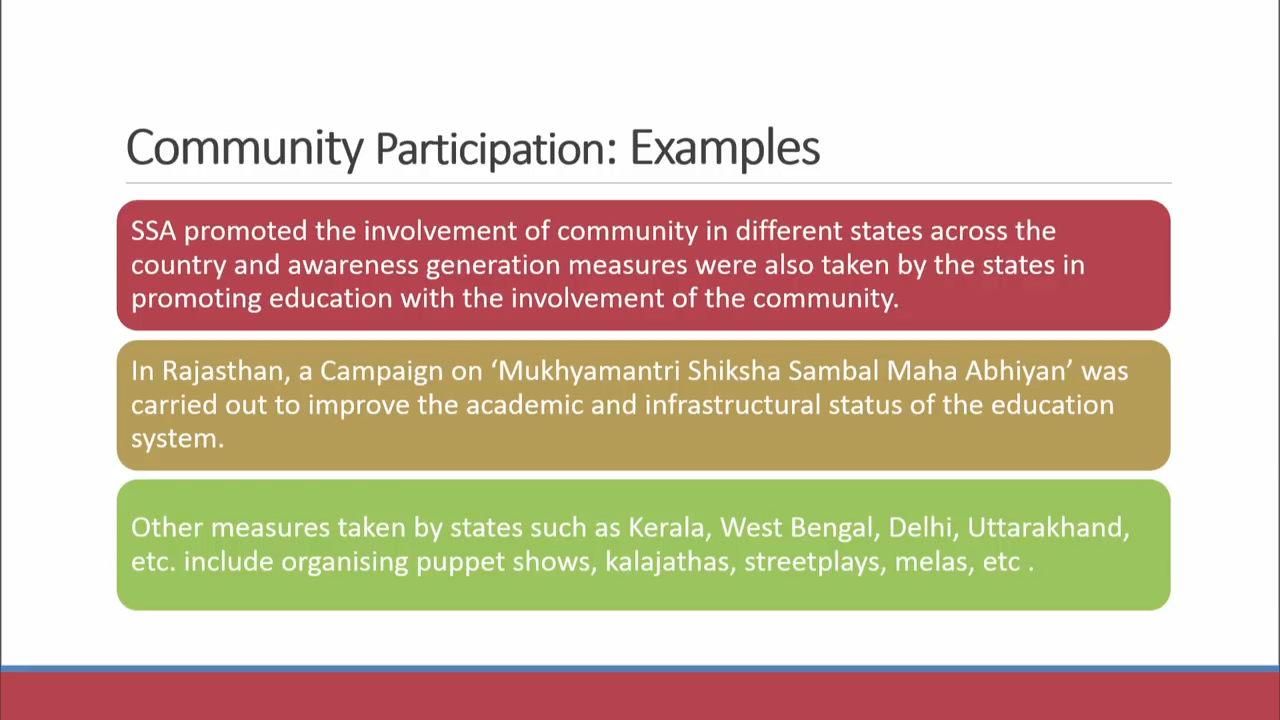 Community Participation: Examples
SSA promoted the involvement of community in different states across the
country and awareness generation measures were also taken by the states in
promoting education with the involvement of the community.
In Rajasthan, a Campaign on ‘Mukhyamantri Shiksha Sambal Maha Abhiyan’ was
carried out to improve the academic and infrastructural status of the education
system.
Other measures taken by states such as Kerala, West Bengal, Delhi, Uttarakhand,
etc. include organising puppet shows, kalajathas, streetplays, melas, etc .